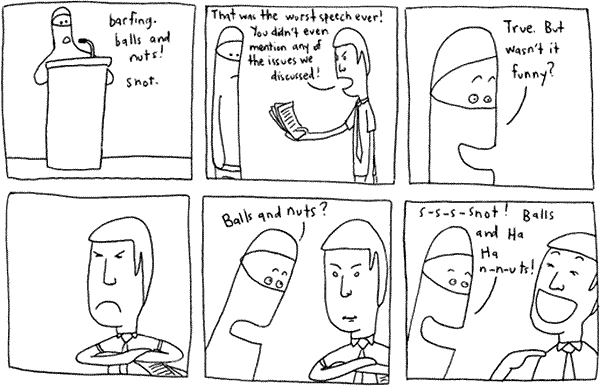 barfing.
balls and
nuts!
snot.
That was the worst speech ever!
You didn't even
mention any of
the issues we
discussed!
True. But
wasn't it
funny?
Balls and nuts?
s-s-s-snot! Balls
and Ha
Ha
n-n-nuts!